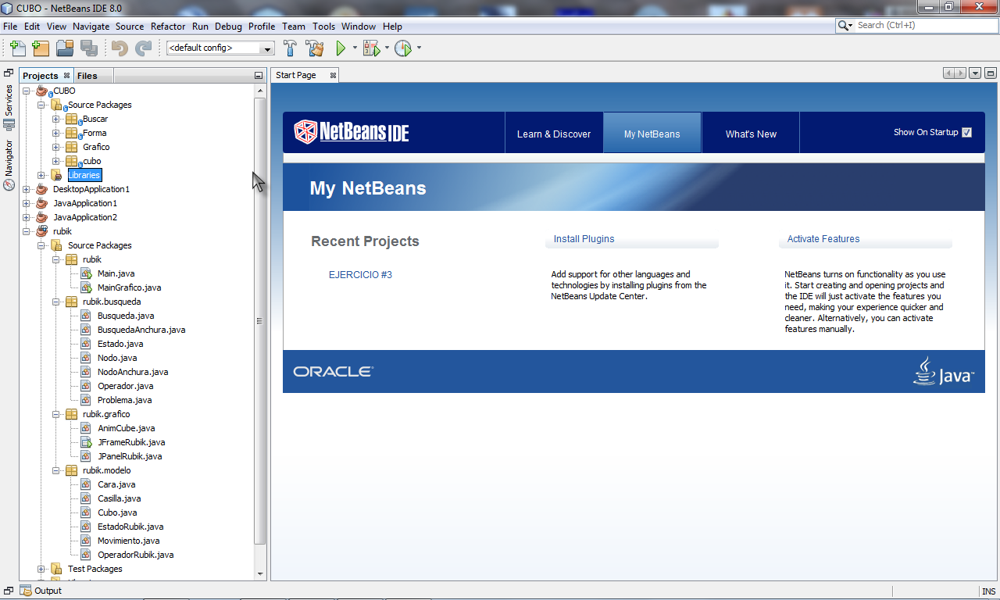 CUBO - NetBeans IDE 8.0
File Edit View Navigate Source Refactor Run Debug Profile Team Tools Window Help
Search (Ctrl+I)
<default config>
Projects Files
Start Page
Services
Navigator
CUBO
Source Packages
Buscar
Forma
Grafico
cubo
Libraries
DesktopApplication1
JavaApplication1
JavaApplication2
rubik
Source Packages
rubik
Main.java
MainGrafico.java
rubik.busqueda
Busqueda.java
BusquedaAnchura.java
Estado.java
Nodo.java
NodoAnchura.java
Operador.java
Problema.java
rubik.grafico
AnimCube.java
JFrameRubik.java
JPanelRubik.java
rubik.modelo
Cara.java
Casilla.java
Cubo.java
EstadoRubik.java
Movimiento.java
OperadorRubik.java
Test Packages
NetBeans IDE
Learn & Discover
My NetBeans
What's New
Show On Startup
My NetBeans
Recent Projects
EJERCICIO #3
Install Plugins
Add support for other languages and
technologies by installing plugins from the
NetBeans Update Center.
Activate Features
NetBeans turns on functionality as you use
it. Start creating and opening projects and
the IDE will just activate the features you
need, making your experience quicker and
cleaner. Alternatively, you can activate
features manually.
ORACLE
Java
Output
INS